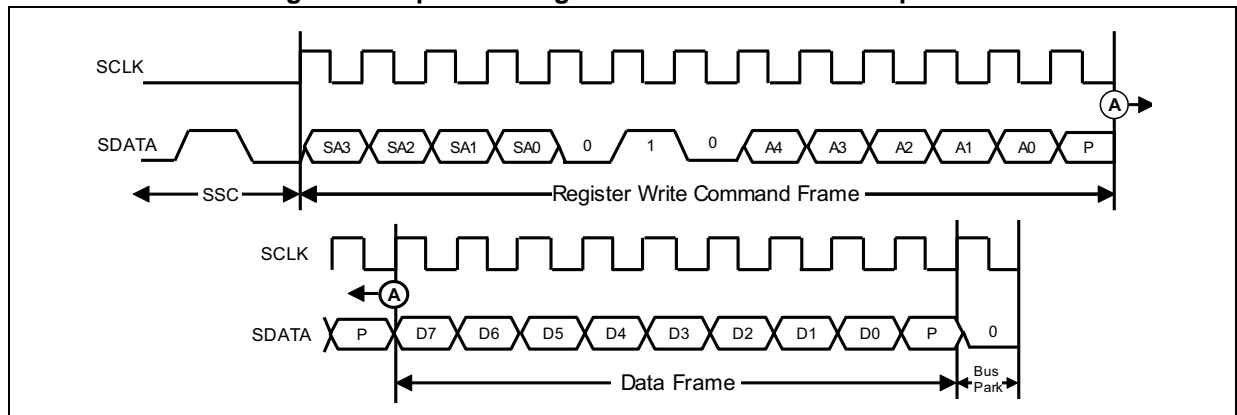 SCLK
A
SDATA SA3 SA2 SA1 SA0 0 1 0 A4 A3 A2 A1 A0 P
SSC Register Write Command Frame
SCLK
A
SDATA P D7 D6 D5 D4 D3 D2 D1 D0 P 0
Data Frame
Bus
Park